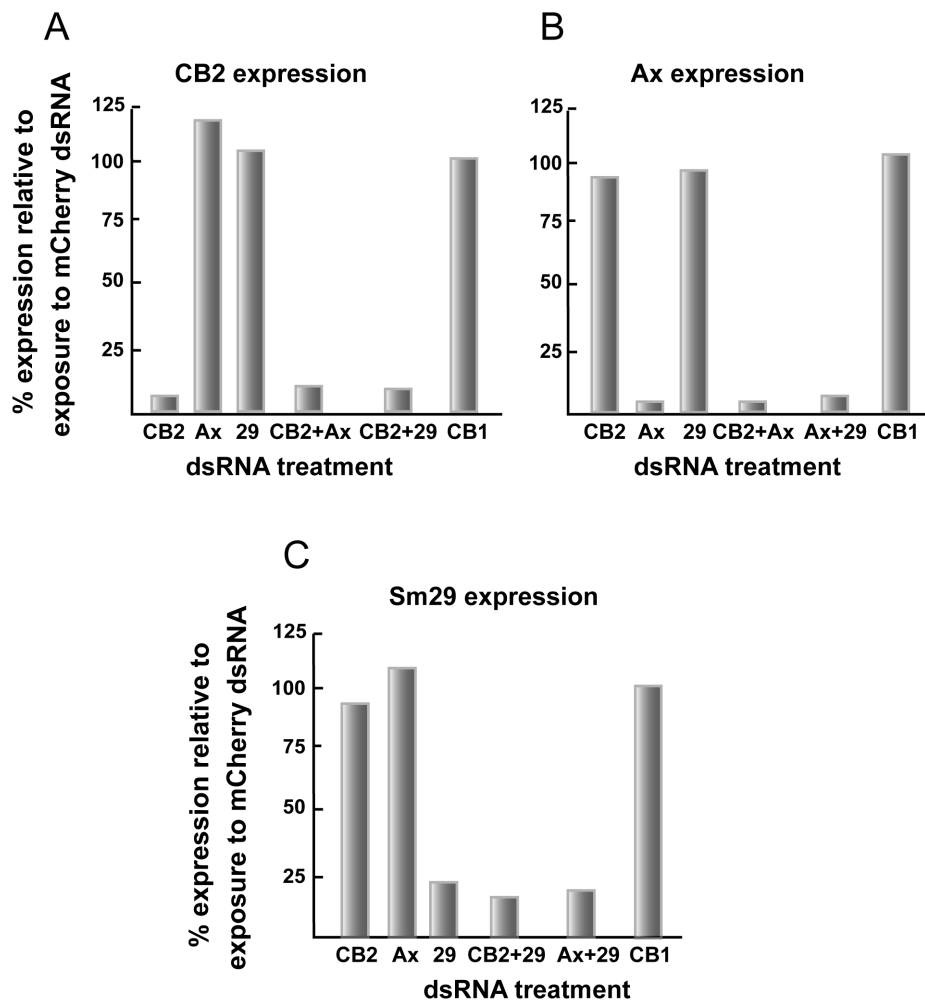 A
CB2 expression
% expression relative to
exposure to mCherry dsRNA
125
100
75
50
25
CB2 Ax 29 CB2+Ax CB2+29 CB1
dsRNA treatment
B
Ax expression
125
100
75
50
25
CB2 Ax 29 CB2+Ax Ax+29 CB1
dsRNA treatment
C
Sm29 expression
% expression relative to
exposure to mCherry dsRNA
125
100
75
50
25
CB2 Ax 29 CB2+29 Ax+29 CB1
dsRNA treatment